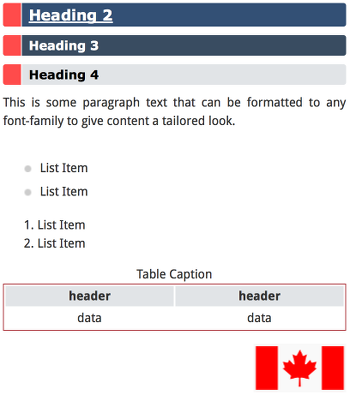 Heading 2
Heading 3
Heading 4
This is some paragraph text that can be formatted to any
font-family to give content a tailored look.
List Item
List Item
1. List Item
2. List Item
Table Caption
header header
data data